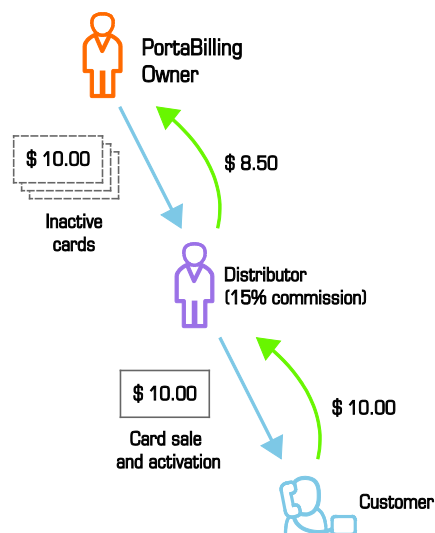 PortaBilling
Owner
$ 10.00
$ 8.50
Inactive
cards
Distributor
(15% commission)
$ 10.00
$ 10.00
Card sale
and activation
Customer